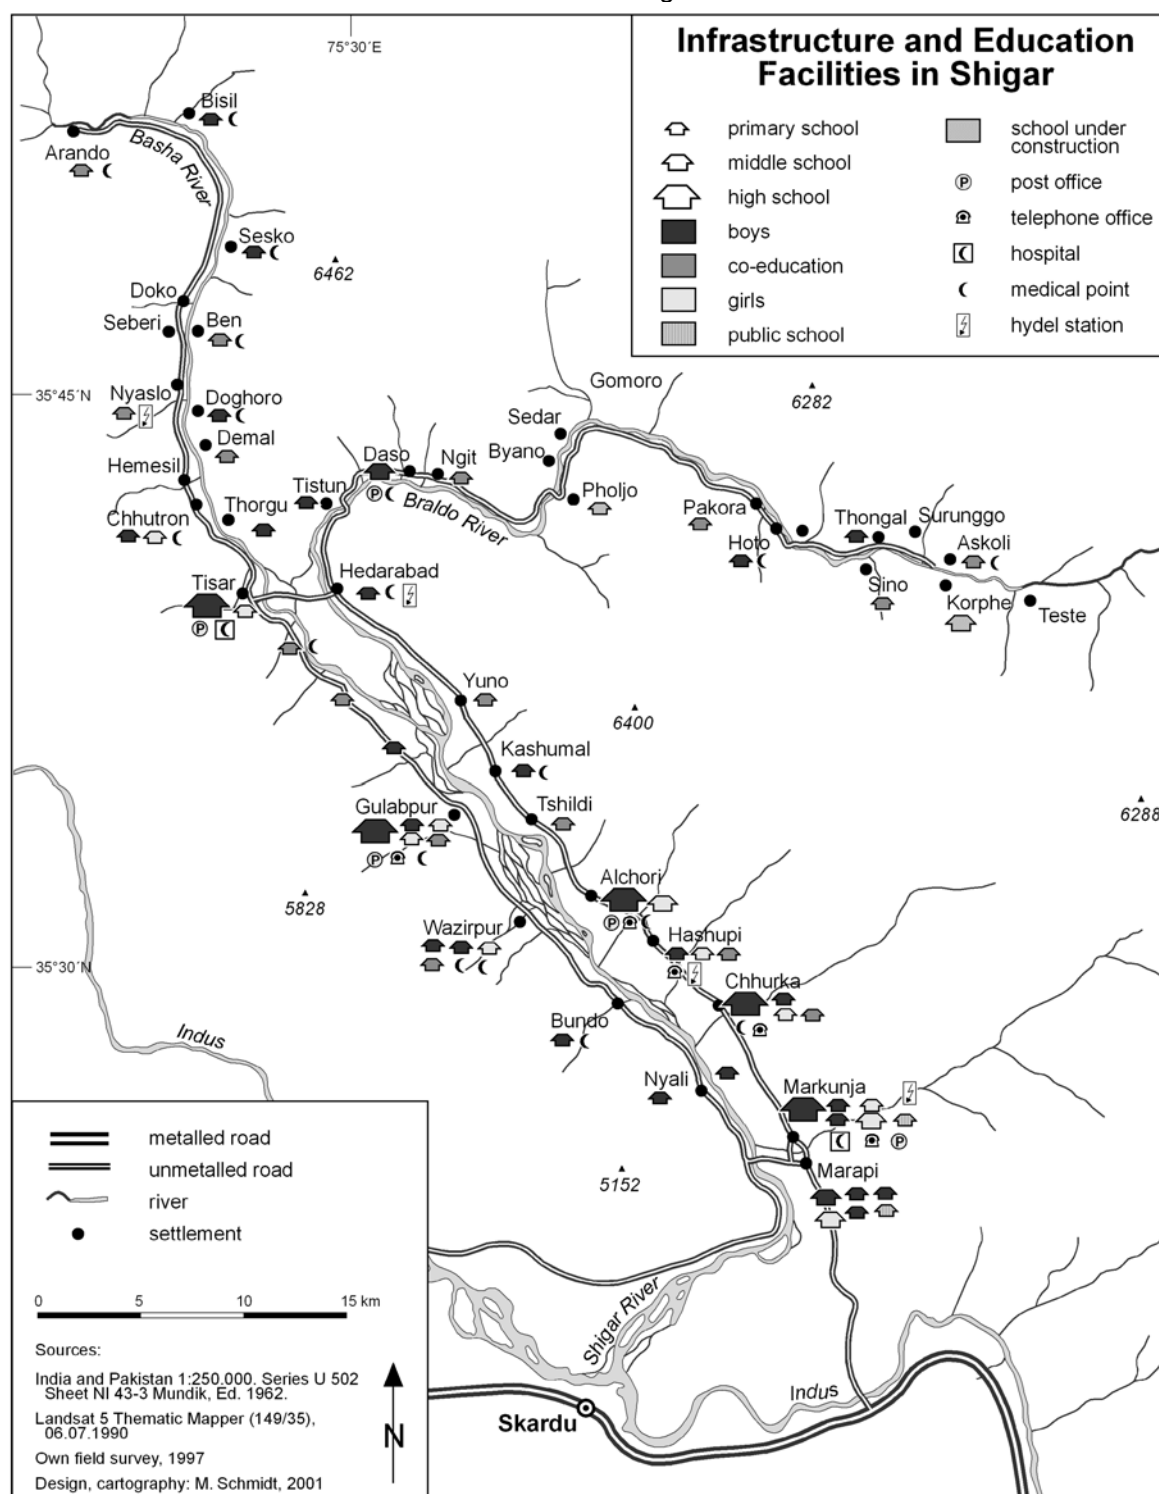 75°30´E
Infrastructure and Education
Facilities in Shigar
primary school
middle school
high school
boys
co-education
girls
public school
school under
construction
post office
telephone office
hospital
medical point
hydel station
Bisil
Arando
Basha River
Sesko
6462
Doko
Seberi
Ben
35°45´N
Nyaslo
Doghoro
Demal
Hemesil
Gomoro
6282
Sedar
Byano
Daso
Ngit
Tistun
Braldo River
Pholjo
Thorgu
Chhutron
Pakora
Thongal
Surunggo
Hoto
Askoli
Tisar
Hedarabad
Sino
Korphe
Teste
Yuno
6400
Kashumal
Tshildi
6288
Gulabpur
Alchori
5828
Wazirpur
Hashupi
35°30´N
Chhurka
Indus
Bundo
Nyali
Markunja
Marapi
5152
metalled road
unmetalled road
river
settlement
0 5 10 15 km
Shigar River
Indus
Skardu
N
Sources:
India and Pakistan 1:250.000. Series U 502
Sheet NI 43-3 Mundik, Ed. 1962.
Landsat 5 Thematic Mapper (149/35),
06.07.1990
Own field survey, 1997
Design, cartography: M. Schmidt, 2001